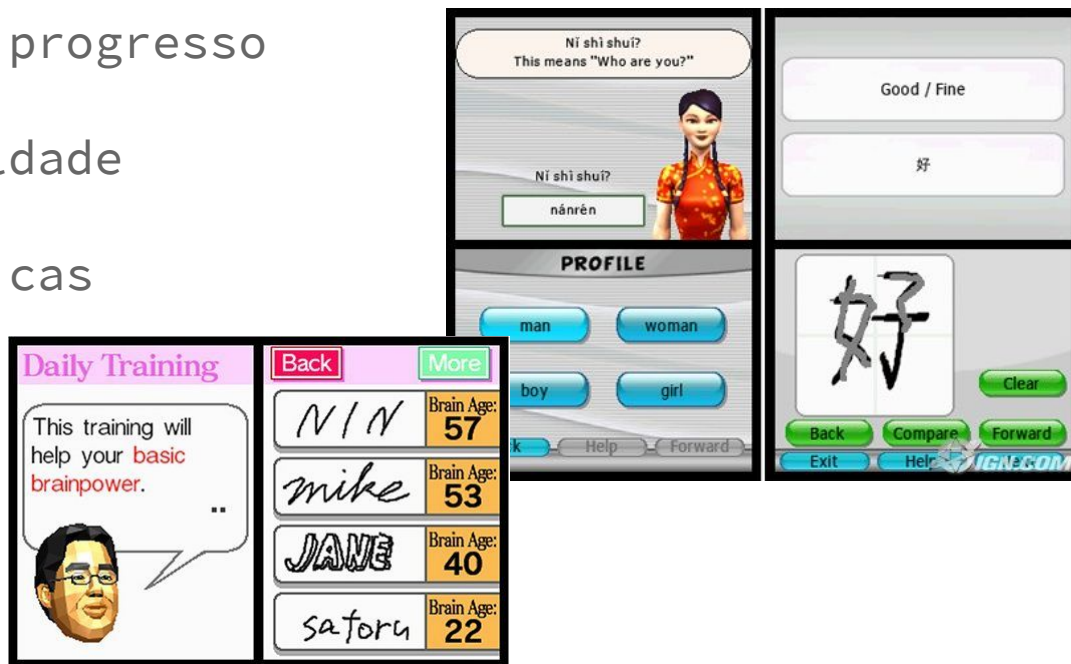 progresso
dade
cas
Nǐ shì shuí?
This means "Who are you?"
Nǐ shì shuí?
nánrén
PROFILE
man
woman
boy
girl
Help
Forward
Good / Fine
好
好
Clear
Back
Compare
Forward
Exit
Help
IGN.COM
Daily Training
This training will
help your basic
brainpower.
..
Back
More
NIN
Brain Age:
57
mike
Brain Age:
53
JANE
Brain Age:
40
satoru
Brain Age:
22